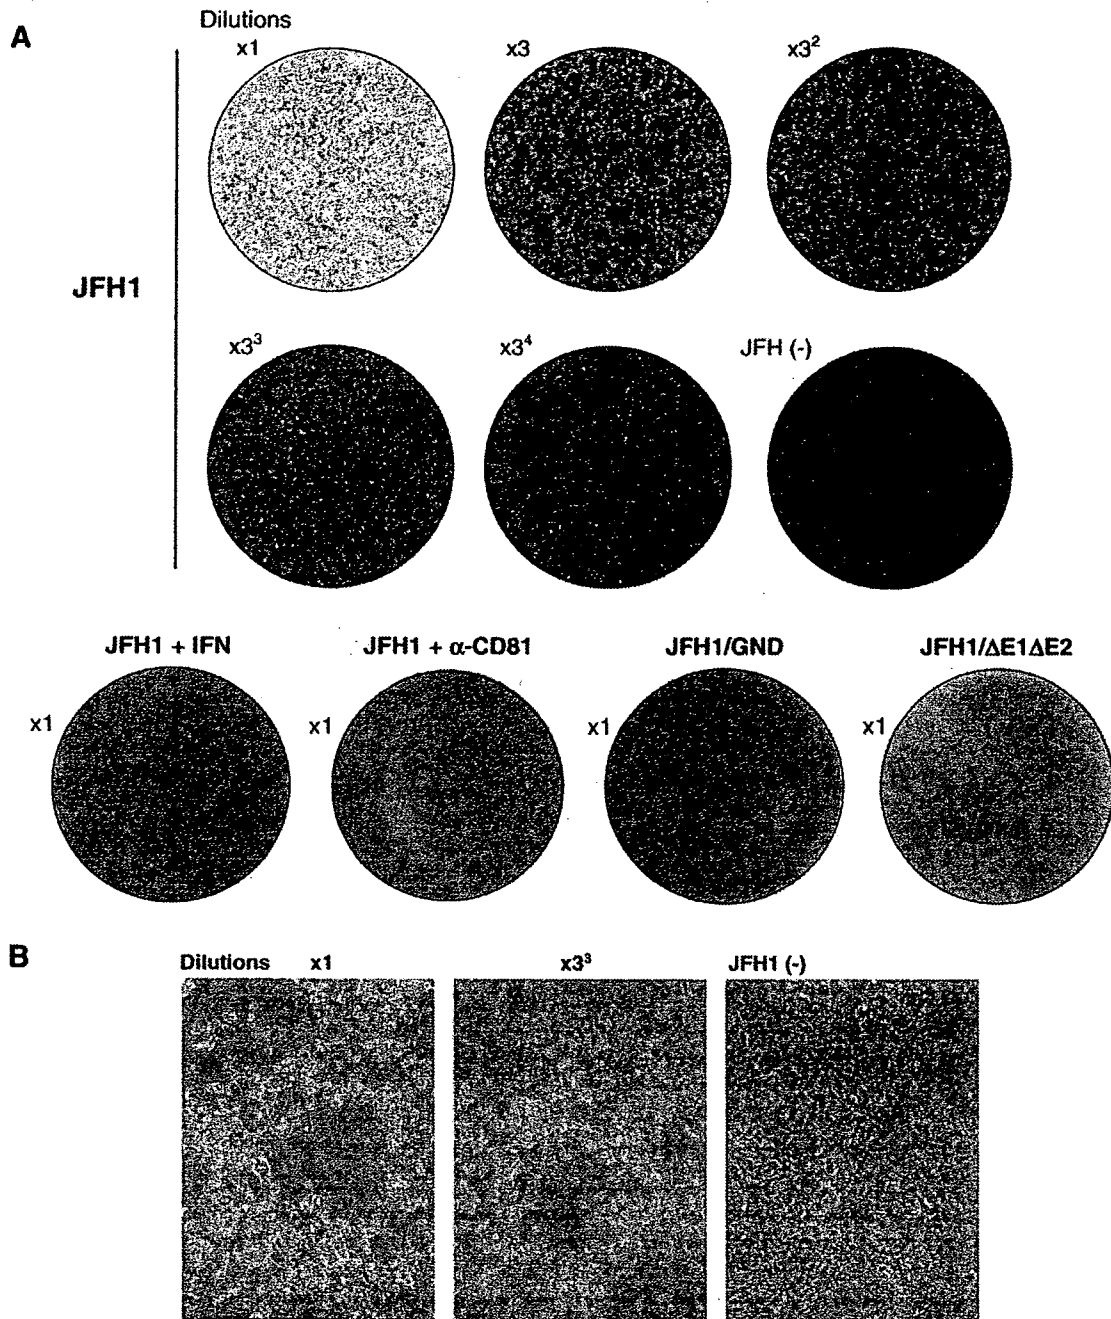 A
Dilutions
x1
x3
x3²
JFH1
x3³
x3⁴
JFH (-)
JFH1 + IFN
JFH1 + α-CD81
JFH1/GND
JFH1/ΔE1ΔE2
x1
x1
x1
x1
B
Dilutions x1
x3³
JFH1 (-)